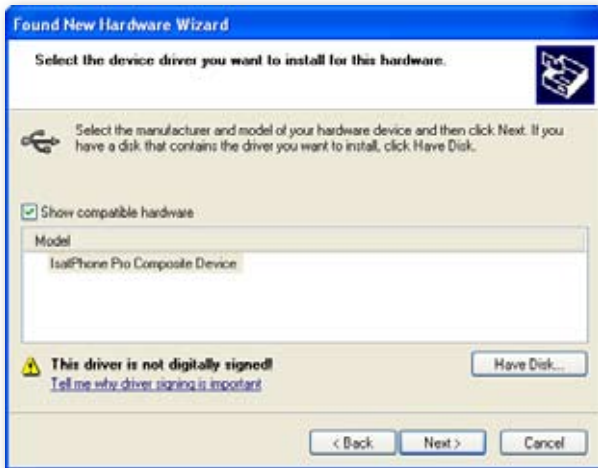 Found New Hardware Wizard
Select the device driver you want to install for this hardware.
Select the manufacturer and model of your hardware device and then click Next. If you
have a disk that contains the driver you want to install, click Have Disk.
Show compatible hardware
Model
IsatPhone Pro Composite Device
This driver is not digitally signed!
Have Disk...
Tell me why driver signing is important
< Back
Next >
Cancel